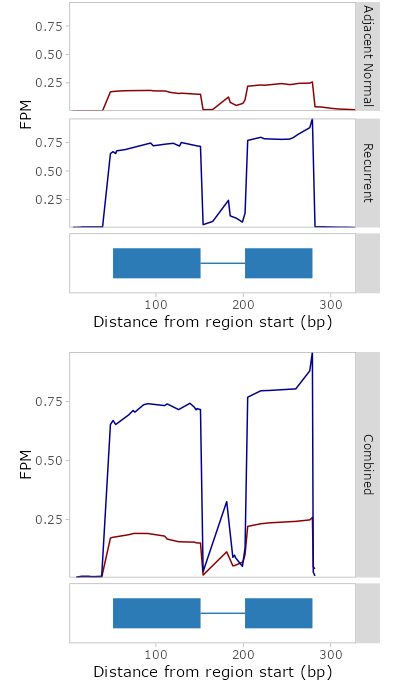 0.75
0.50
0.25
Adjacent Normal
FPM
0.75
0.50
0.25
Recurrent
100
200
300
Distance from region start (bp)
0.75
0.50
0.25
FPM
Combined
100
200
300
Distance from region start (bp)